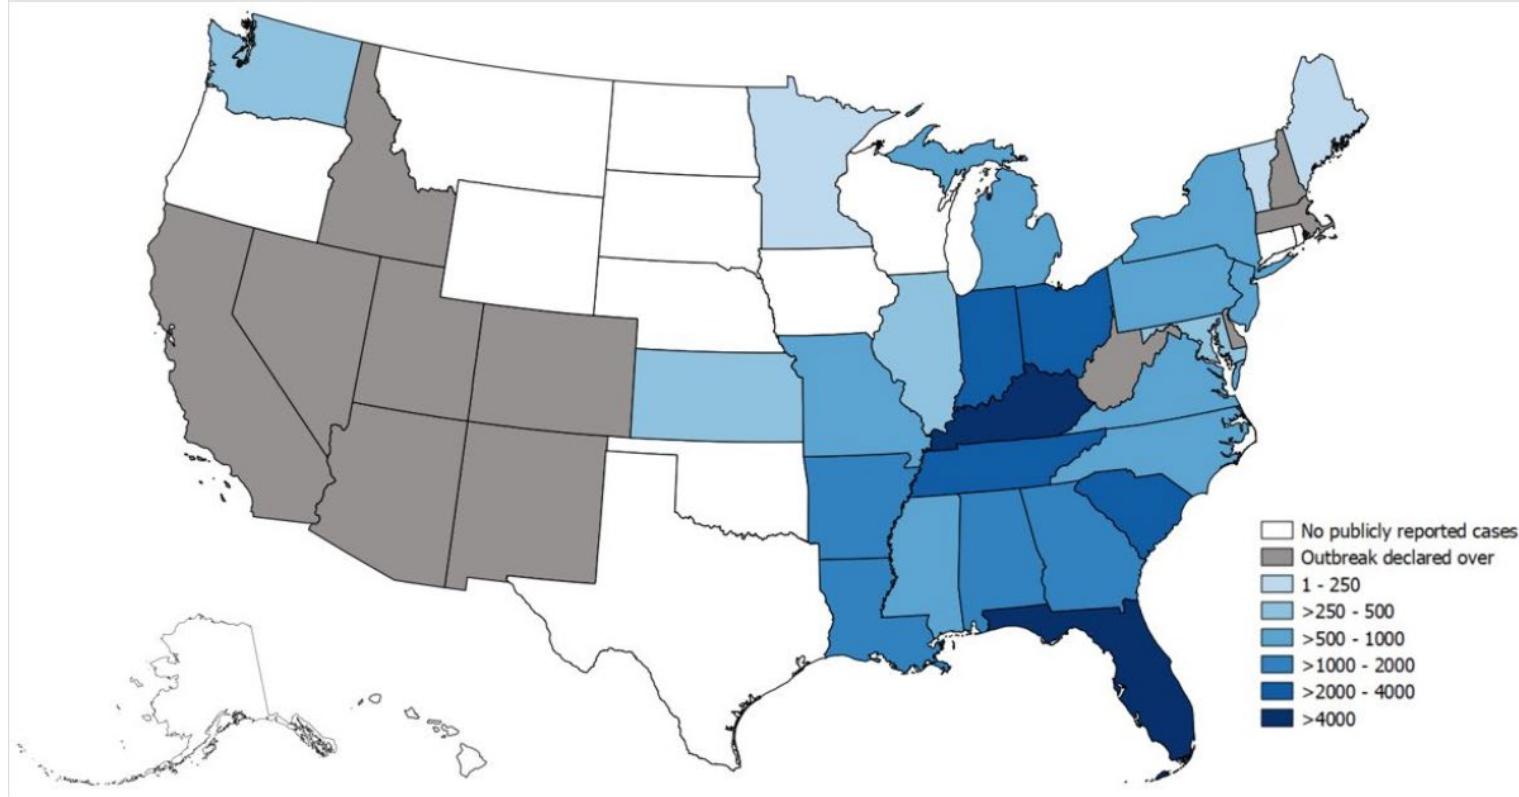 No publicly reported cases
Outbreak declared over
1 - 250
>250 - 500
>500 - 1000
>1000 - 2000
>2000 - 4000
>4000